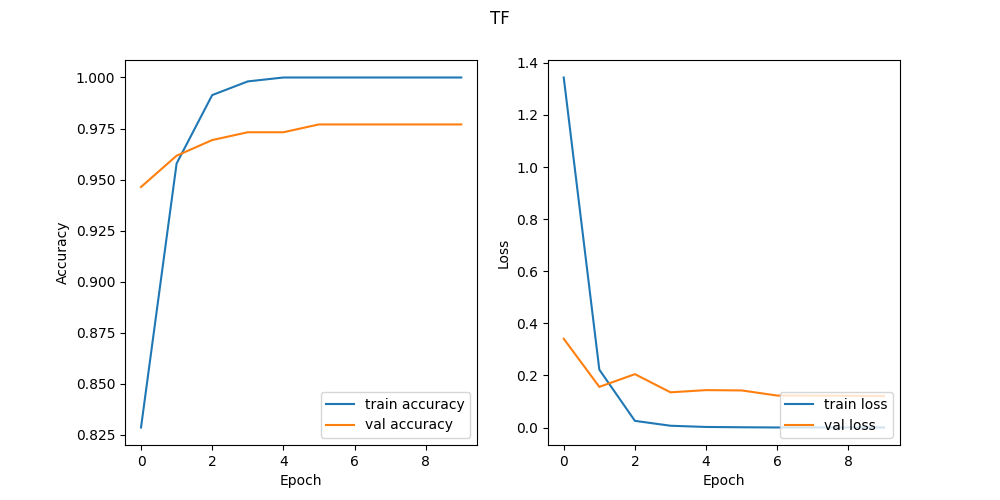 TF
Accuracy
1.000
0.975
0.950
0.925
0.900
0.875
0.850
0.825
0 2 4 6 8
Epoch
train accuracy
val accuracy
Loss
1.4
1.2
1.0
0.8
0.6
0.4
0.2
0.0
0 2 4 6 8
Epoch
train loss
val loss